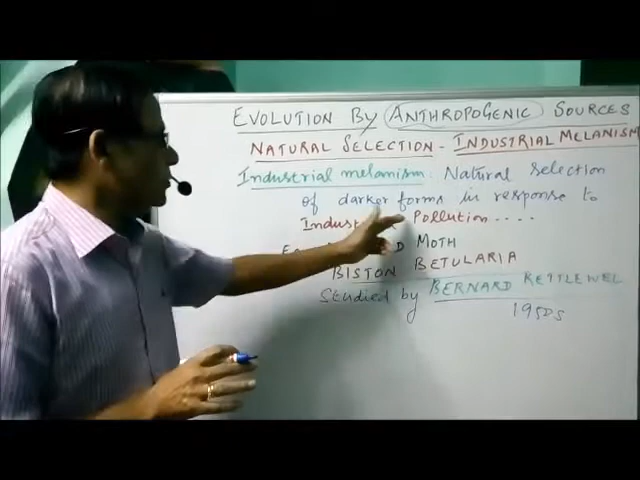 EVOLUTION BY ANTHROPOGENIC SOURCES
NATURAL SELECTION - INDUSTRIAL MELANISM
Industrial melanism: Natural selection
of darker forms in response to
Pollution....
MOTH
BISTON BETULARIA
Studied by BERNARD KETTLEWEL
1950s